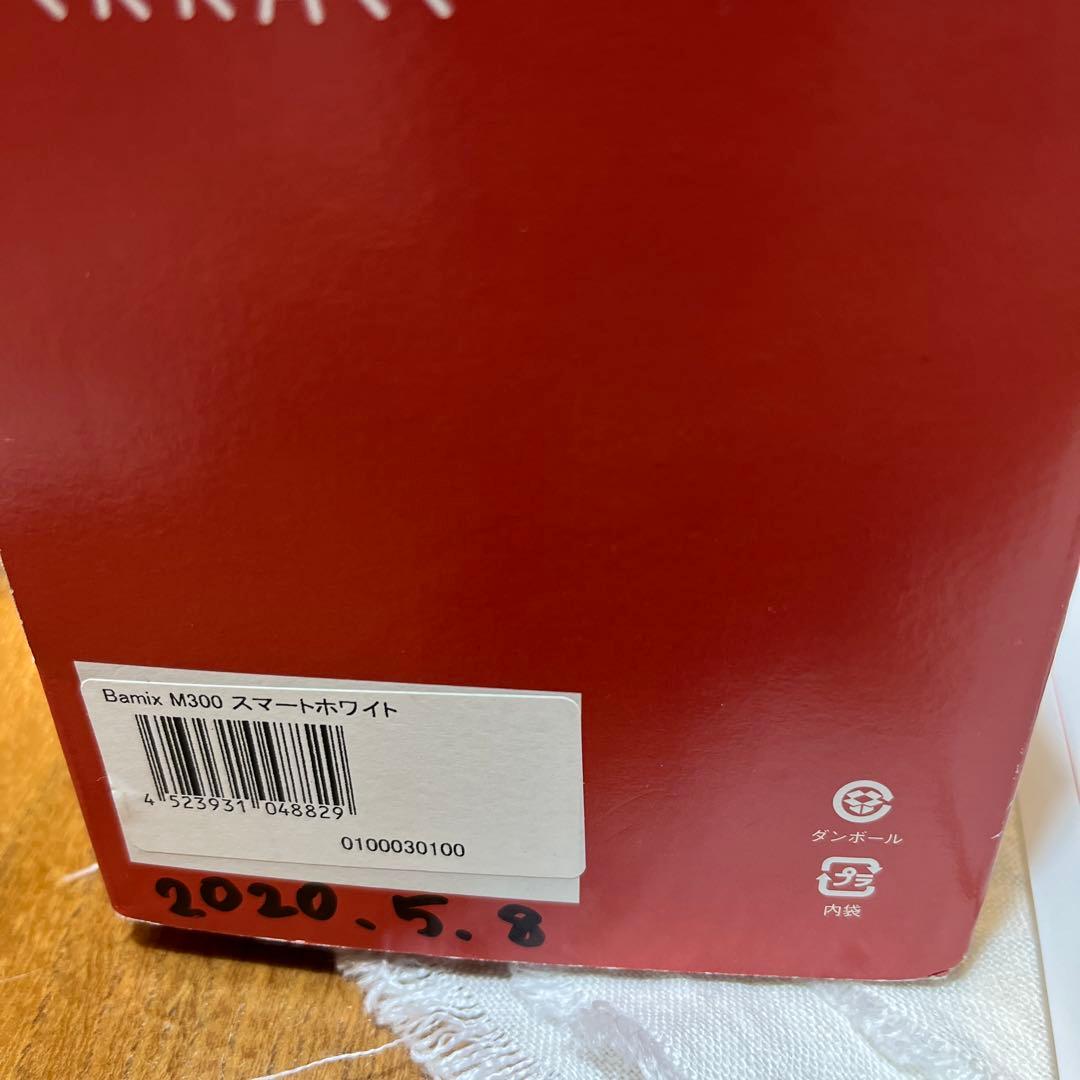 Bamix M300 スマートホワイト
4 523931 048829
0100030100
2020.5.8
ダンボール
プラ
内袋